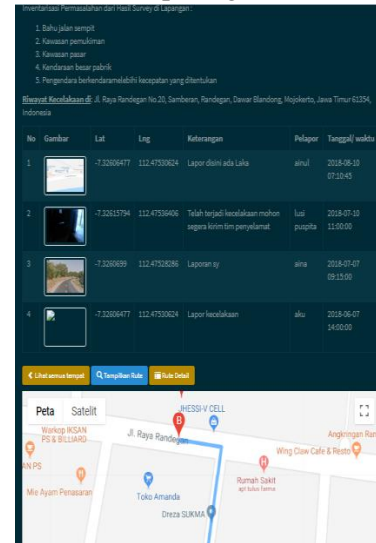 Inventarisasi Permasalahan dari Hasil Survey di Lapangan :
1. Bahu jalan sempit
2. Kawasan pemukiman
3. Kawasan pasar
4. Kendaraan besar pabrik
5. Pengendara berkendaramelebihi kecepatan yang ditentukan
Riwayat Kecelakaan di: Jl. Raya Randegan No.20, Samberan, Randegan, Dawar Blandong, Mojokerto, Jawa Timur 61354,
Indonesia
No Gambar Lat Lng Keterangan Pelapor Tanggal/ waktu
1 -7.32606477 112.47530624 Lapor disini ada Laka ainul 2018-08-10
07:10:45
2 -7.32615794 112.47536406 Telah terjadi kecelakaan mohon lusi 2018-07-10
segera kirim tim penyelamat puspita 11:00:00
3 -7.3260699 112.47528286 Laporan sy aina 2018-07-07
09:15:00
4 -7.32606477 112.47530624 Lapor kecelakaan aku 2018-06-07
14:00:00
Lihat semua tempat Tampilkan Rute Rute Detail
Peta Satelit
JHESSI-V CELL
B
Warkop IKSAN
PS & BILLIARD
Jl. Raya Randegan
Angkringan Ran
Wing Claw Cafe & Resto
AN PS
Mie Ayam Penasaran
Rumah Sakit
apt tulus farma
Toko Amanda
Dreza SUKMA